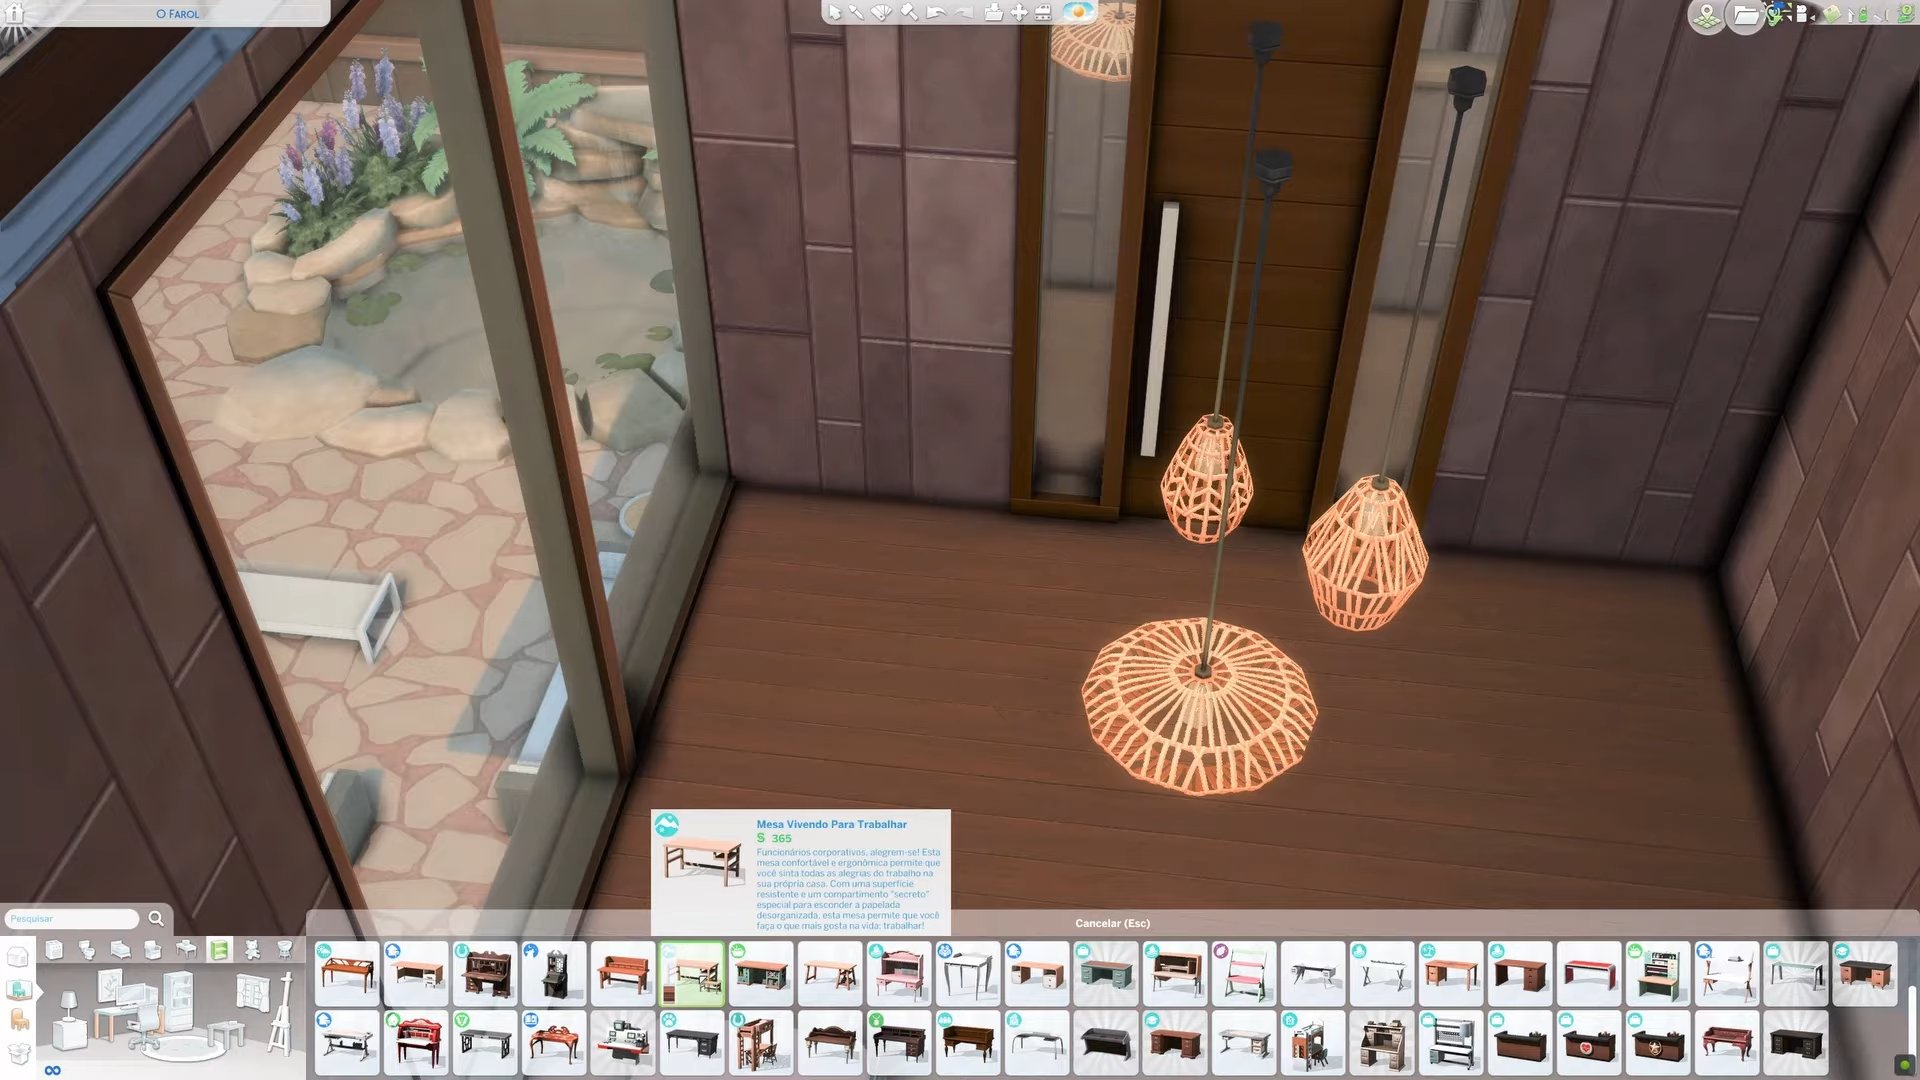 O FAROL
Mesa Vivendo Para Trabalhar
$ 365
Funcionários corporativos, alegrem-se! Esta
mesa confortável e ergonômica permite que
você sinta todas as alegrias do trabalho na
sua própria casa. Com uma superfície
resistente e um compartimento "secreto"
especial para esconder a papelada
desorganizada, esta mesa permite que você
faça o que mais gosta na vida: trabalhar!
Pesquisar
Cancelar (Esc)